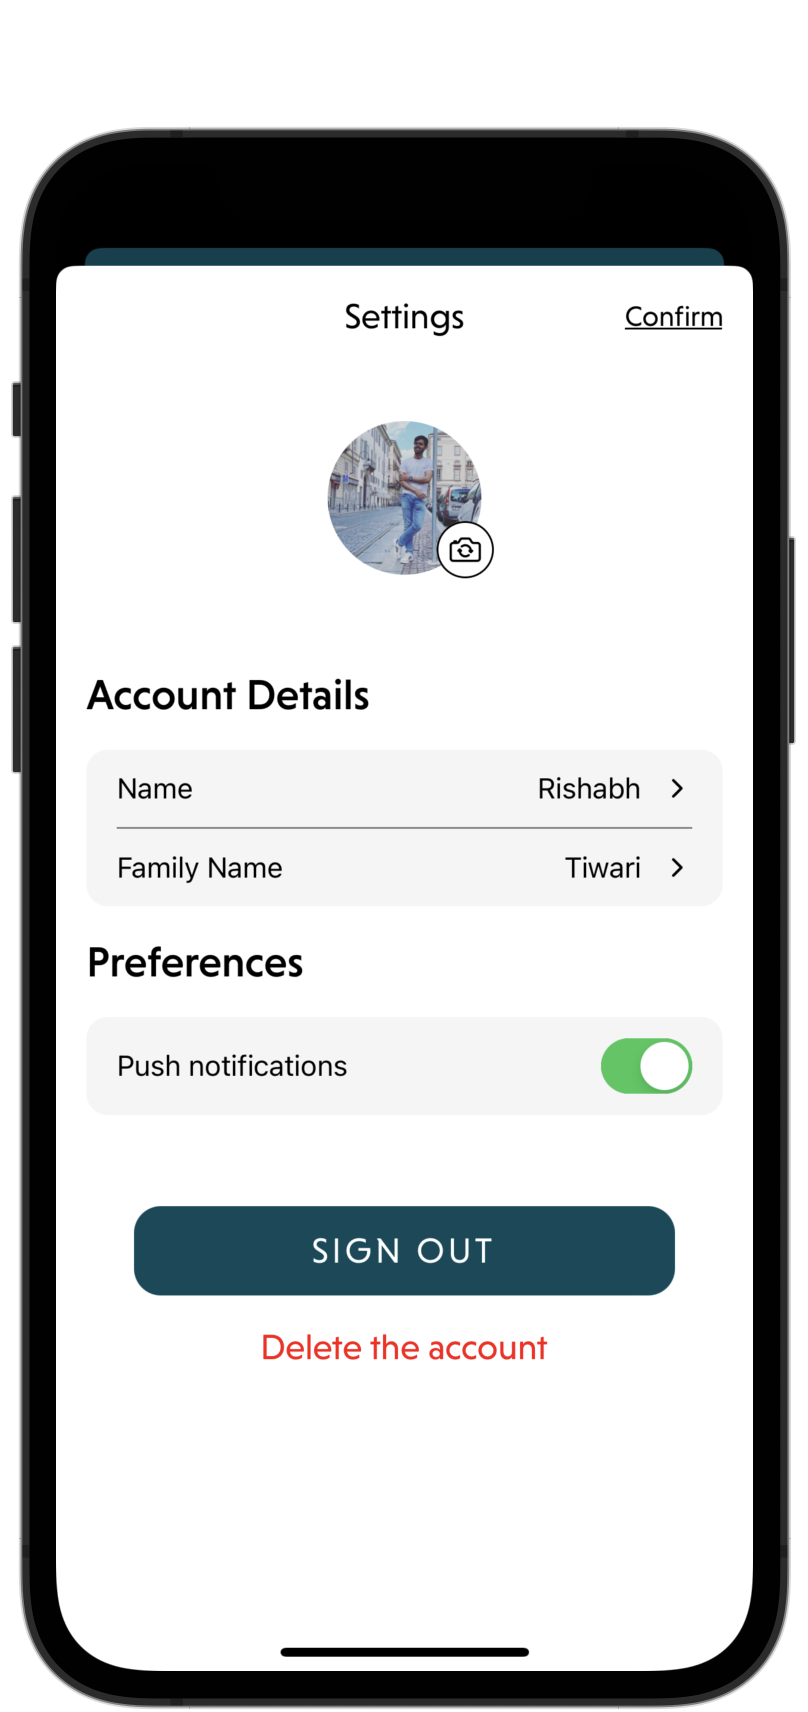 Settings
Confirm
Account Details
Name
Rishabh
Family Name
Tiwari
Preferences
Push notifications
SIGN OUT
Delete the account